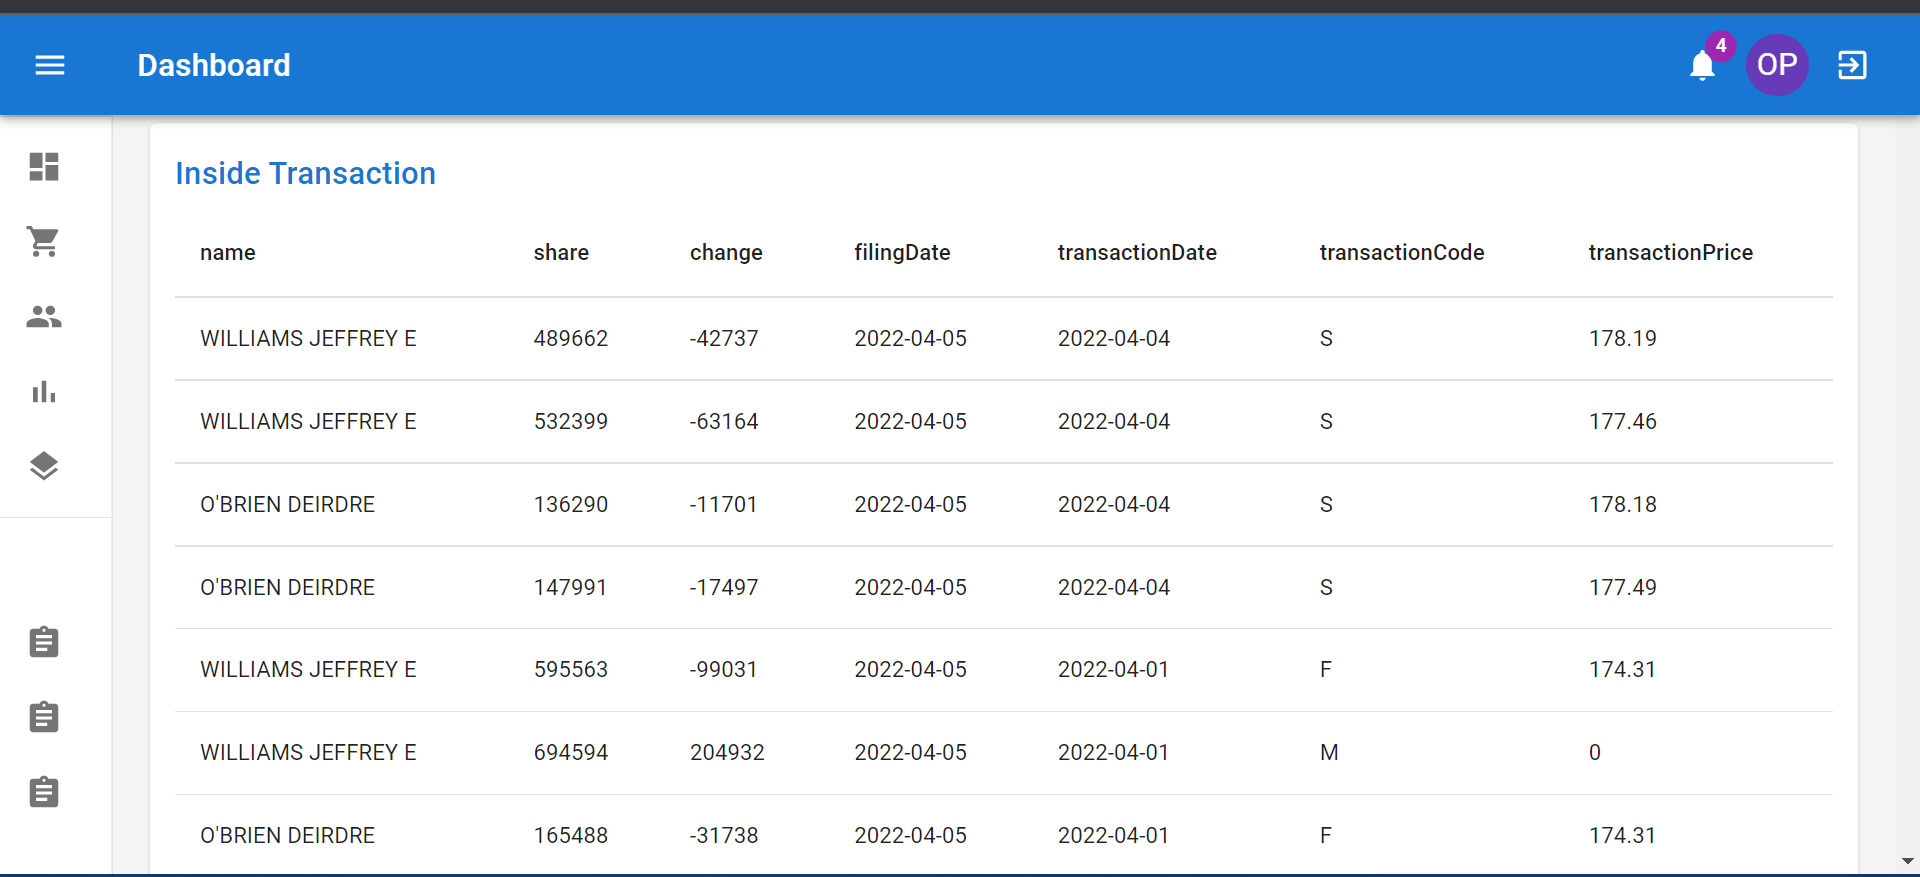 Dashboard
4
OP
Inside Transaction
name share change filingDate transactionDate transactionCode transactionPrice
WILLIAMS JEFFREY E 489662 -42737 2022-04-05 2022-04-04 S 178.19
WILLIAMS JEFFREY E 532399 -63164 2022-04-05 2022-04-04 S 177.46
O'BRIEN DEIRDRE 136290 -11701 2022-04-05 2022-04-04 S 178.18
O'BRIEN DEIRDRE 147991 -17497 2022-04-05 2022-04-04 S 177.49
WILLIAMS JEFFREY E 595563 -99031 2022-04-05 2022-04-01 F 174.31
WILLIAMS JEFFREY E 694594 204932 2022-04-05 2022-04-01 M 0
O'BRIEN DEIRDRE 165488 -31738 2022-04-05 2022-04-01 F 174.31